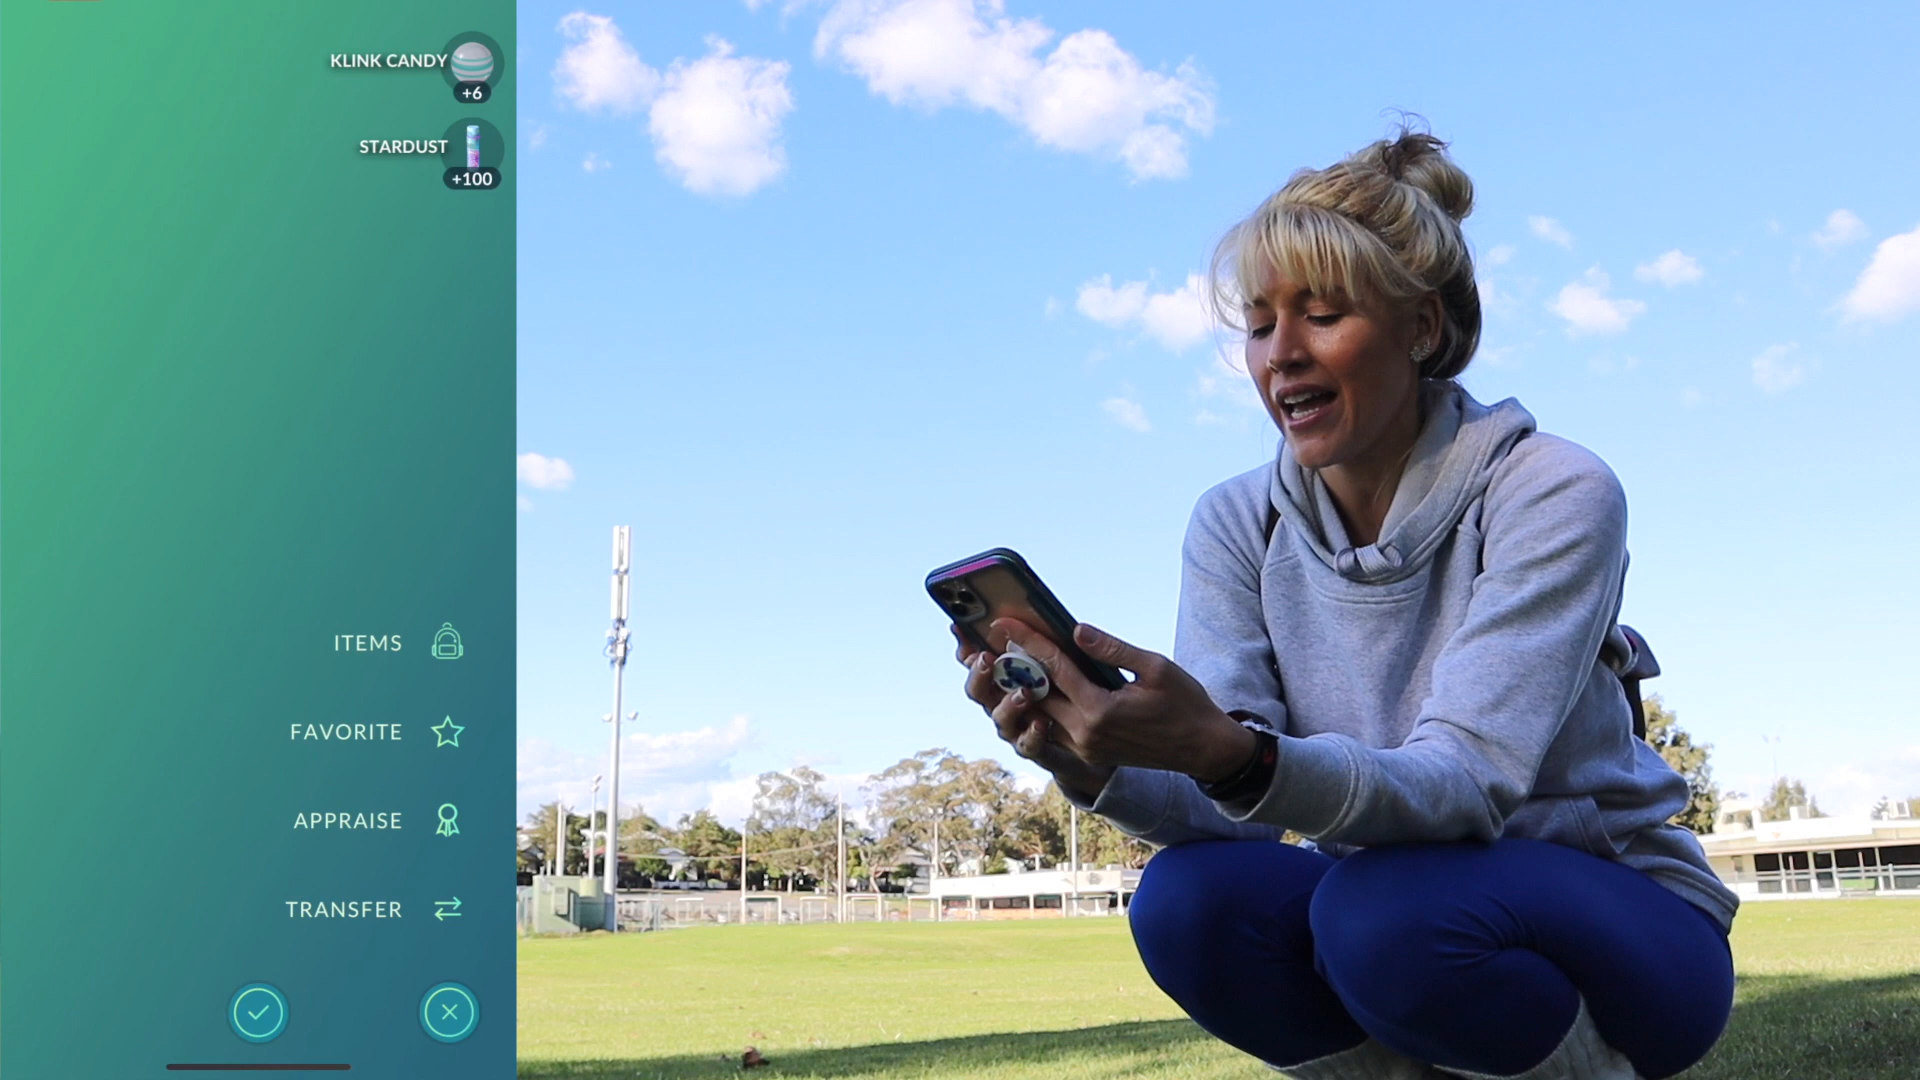 KLINK CANDY
+6
STARDUST
+100
ITEMS
FAVORITE
APPRAISE
TRANSFER